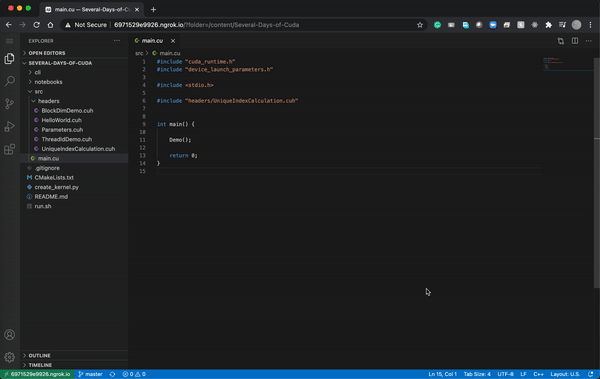 main.cu — Several-Days-of-Cu
Not Secure | 6971529e9926.ngrok.io/?folder=/content/Several-Days-of-Cuda
EXPLORER
OPEN EDITORS
SEVERAL-DAYS-OF-CUDA
cli
notebooks
src
headers
BlockDimDemo.cuh
HelloWorld.cuh
Parameters.cuh
ThreadIdDemo.cuh
UniqueIndexCalculation.cuh
main.cu
.gitignore
CMakeLists.txt
create_kernel.py
README.md
run.sh
OUTLINE
TIMELINE
main.cu
src > main.cu
1 #include "cuda_runtime.h"
2 #include "device_launch_parameters.h"
3
4 #include <stdio.h>
5
6 #include "headers/UniqueIndexCalculation.cuh"
7
8
9 int main() {
10
11 Demo();
12
13 return 0;
14 }
15
6971529e9926.ngrok.io master 0 0 Ln 15, Col 1 Tab Size: 4 UTF-8 LF C++ Layout: U.S.